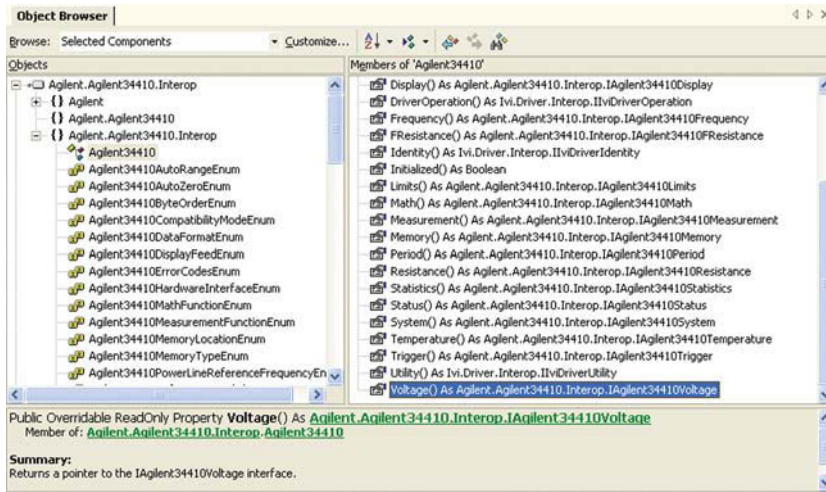 Object Browser
Browse: Selected Components Customize...
Objects
Agilent.Agilent34410.Interop
{} Agilent
{} Agilent.Agilent34410
{} Agilent.Agilent34410.Interop
Agilent34410
Agilent34410AutoRangeEnum
Agilent34410AutoZeroEnum
Agilent34410ByteOrderEnum
Agilent34410CompatibilityModeEnum
Agilent34410DataFormatEnum
Agilent34410DisplayFeedEnum
Agilent34410ErrorCodesEnum
Agilent34410HardwareInterfaceEnum
Agilent34410MathFunctionEnum
Agilent34410MeasurementFunctionEnum
Agilent34410MemoryLocationEnum
Agilent34410MemoryTypeEnum
Agilent34410PowerLineReferenceFrequencyEn
Members of 'Agilent34410'
Display() As Agilent.Agilent34410.Interop.IAgilent34410Display
DriverOperation() As Ivi.Driver.Interop.IIviDriverOperation
Frequency() As Agilent.Agilent34410.Interop.IAgilent34410Frequency
FResistance() As Agilent.Agilent34410.Interop.IAgilent34410FResistance
Identity() As Ivi.Driver.Interop.IIviDriverIdentity
Initialized() As Boolean
Limits() As Agilent.Agilent34410.Interop.IAgilent34410Limits
Math() As Agilent.Agilent34410.Interop.IAgilent34410Math
Measurement() As Agilent.Agilent34410.Interop.IAgilent34410Measurement
Memory() As Agilent.Agilent34410.Interop.IAgilent34410Memory
Period() As Agilent.Agilent34410.Interop.IAgilent34410Period
Resistance() As Agilent.Agilent34410.Interop.IAgilent34410Resistance
Statistics() As Agilent.Agilent34410.Interop.IAgilent34410Statistics
Status() As Agilent.Agilent34410.Interop.IAgilent34410Status
System() As Agilent.Agilent34410.Interop.IAgilent34410System
Temperature() As Agilent.Agilent34410.Interop.IAgilent34410Temperature
Trigger() As Agilent.Agilent34410.Interop.IAgilent34410Trigger
Utility() As Ivi.Driver.Interop.IIviDriverUtility
Voltage() As Agilent.Agilent34410.Interop.IAgilent34410Voltage
Public Overridable ReadOnly Property Voltage() As Agilent.Agilent34410.Interop.IAgilent34410Voltage
Member of: Agilent.Agilent34410.Interop.Agilent34410
Summary:
Returns a pointer to the IAgilent34410Voltage interface.